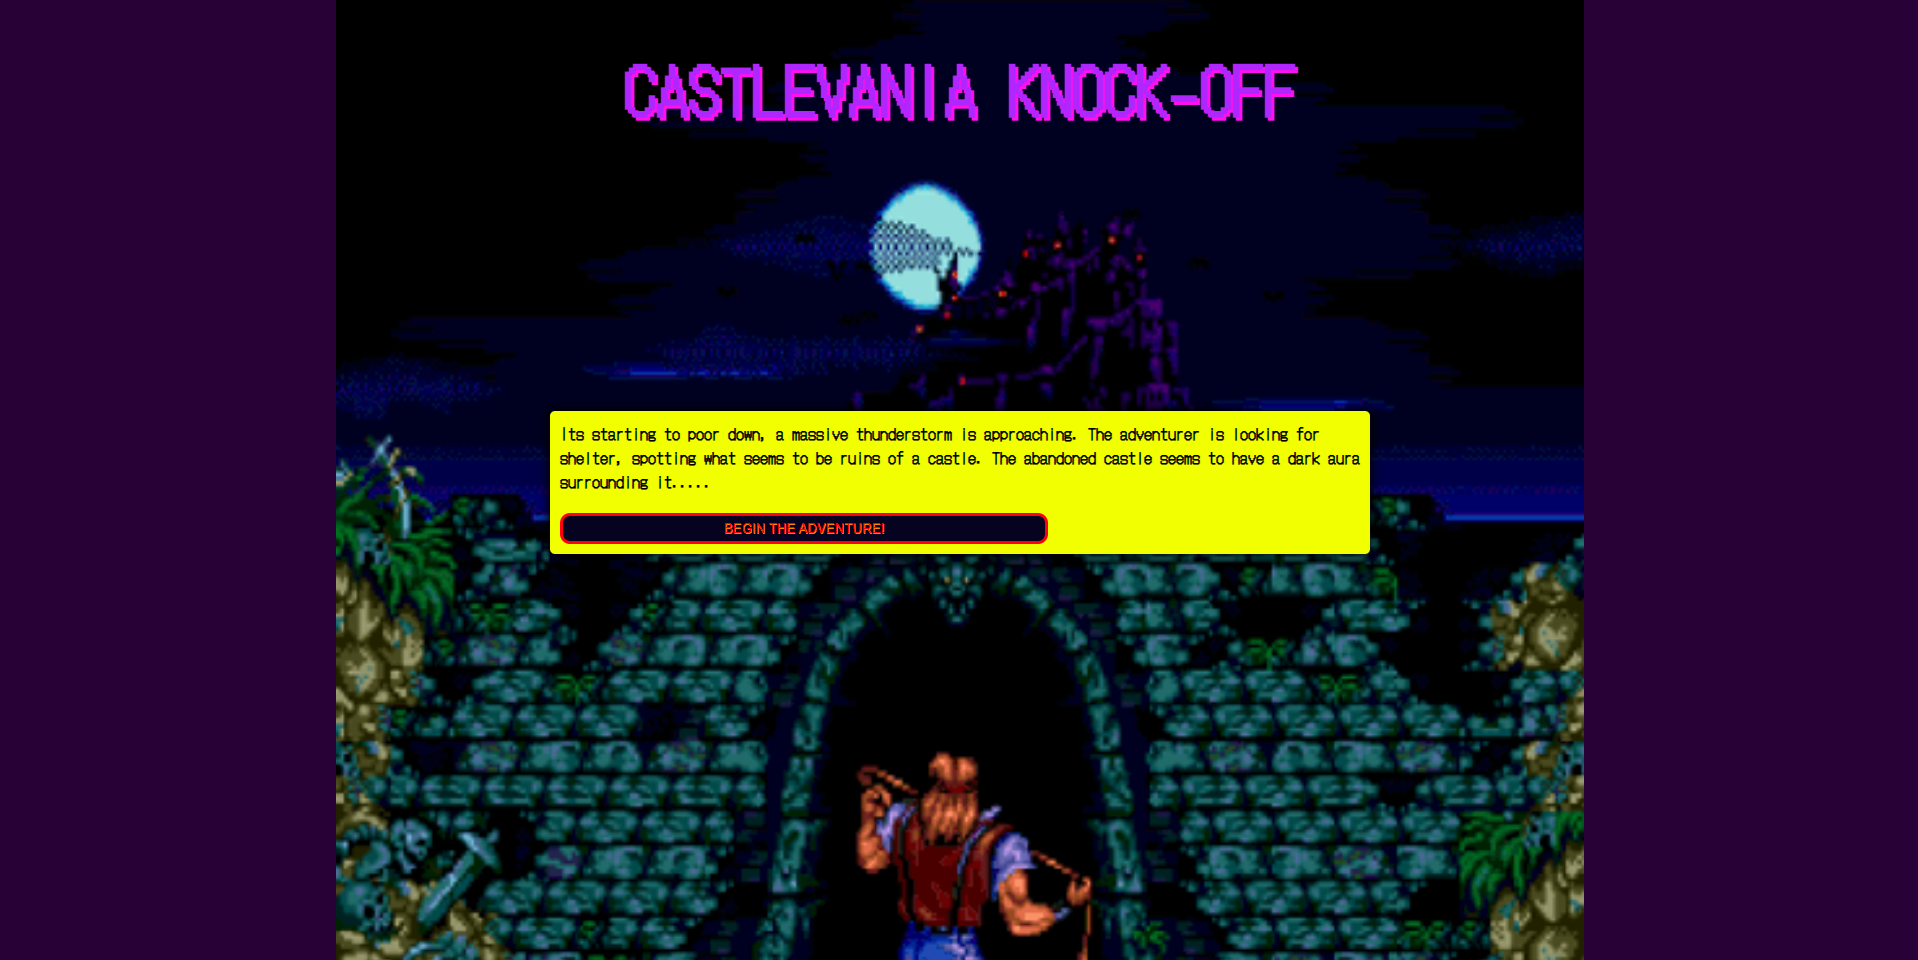 CASTLEVANIA KNOCK-OFF
Its starting to poor down, a massive thunderstorm is approaching. The adventurer is looking for
shelter, spotting what seems to be ruins of a castle. The abandoned castle seems to have a dark aura
surrounding it.....
BEGIN THE ADVENTURE!